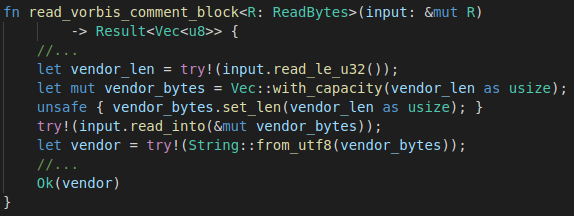 fn read_vorbis_comment_block<R: ReadBytes>(input: &mut R)
        -> Result<Vec<u8>> {
    //...
    let vendor_len = try!(input.read_le_u32());
    let mut vendor_bytes = Vec::with_capacity(vendor_len as usize);
    unsafe { vendor_bytes.set_len(vendor_len as usize); }
    try!(input.read_into(&mut vendor_bytes));
    let vendor = try!(String::from_utf8(vendor_bytes));
    //...
    Ok(vendor)
}